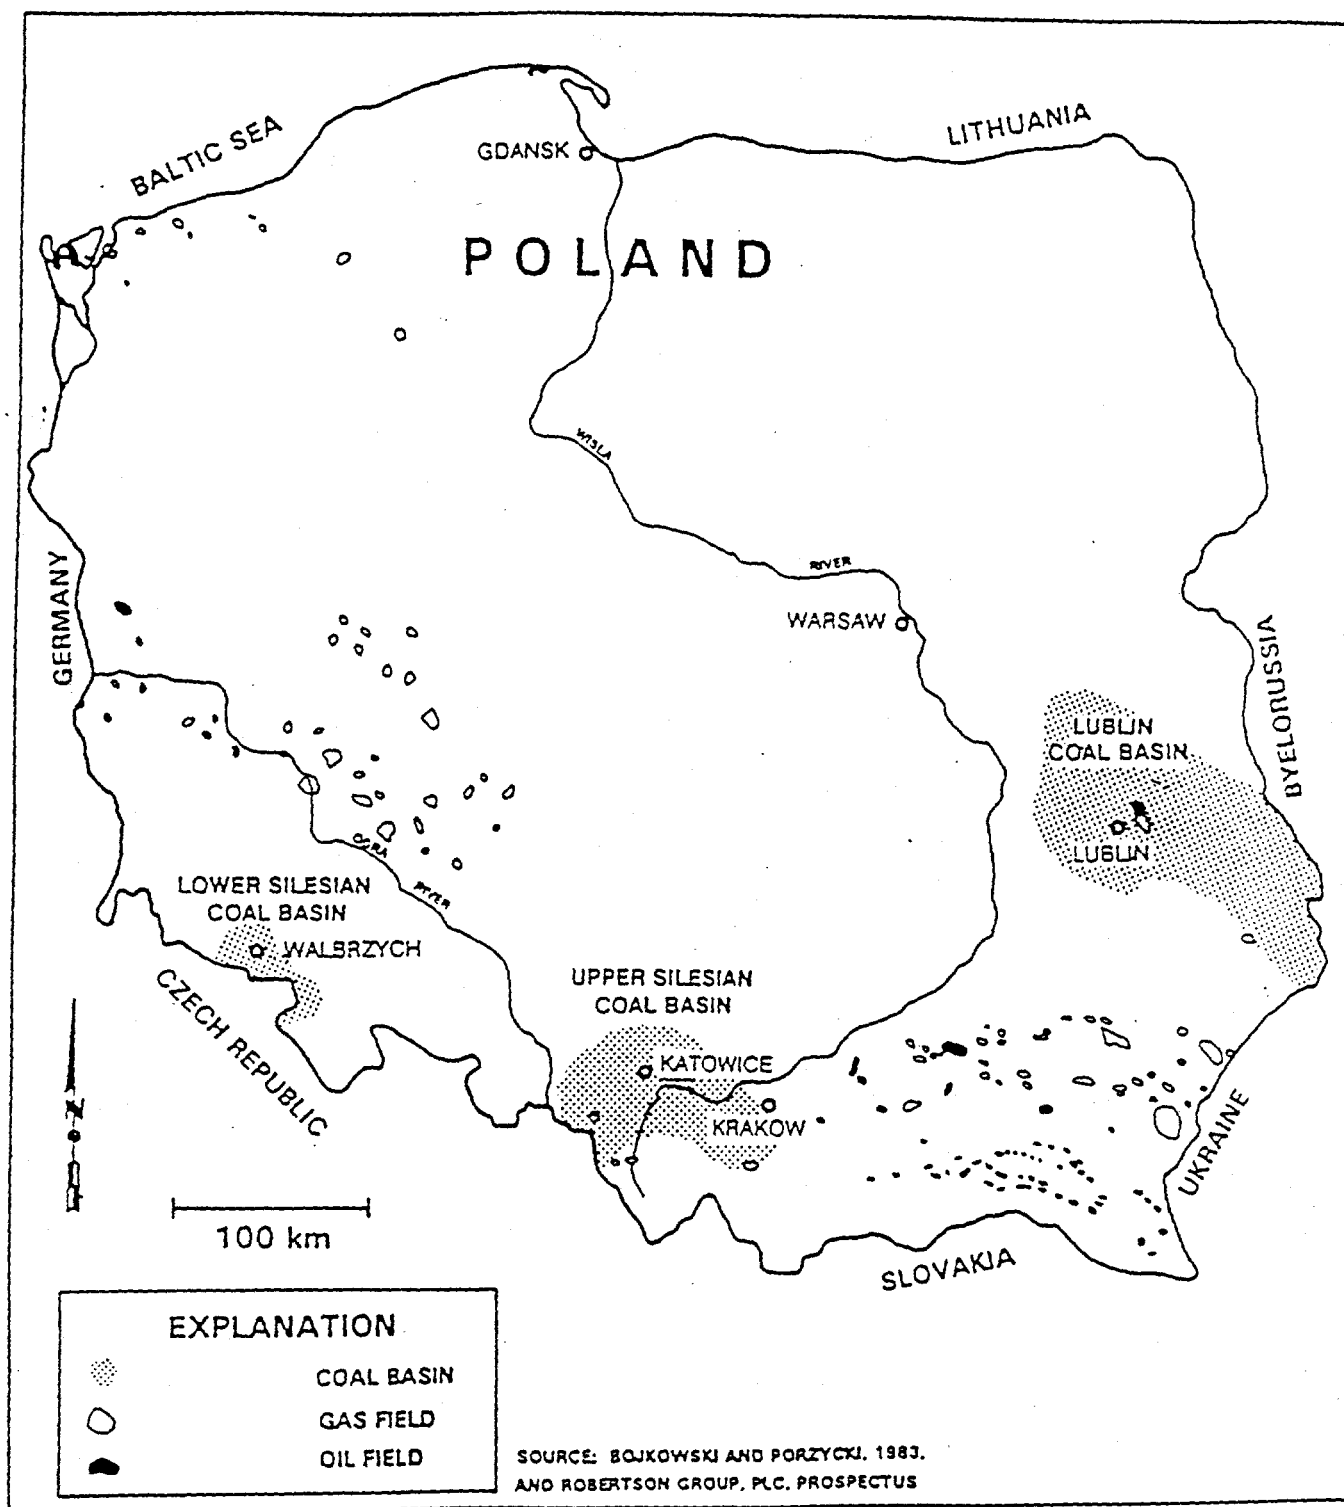 BALTIC SEA
LITHUANIA
GDANSK
POLAND
WISLA
RIVER
WARSAW
GERMANY
BYELORUSSIA
LUBLIN
COAL BASIN
LUBLIN
RIVER
LOWER SILESIAN
COAL BASIN
WALBRZYCH
CZECH REPUBLIC
UPPER SILESIAN
COAL BASIN
KATOWICE
KRAKOW
UKRAINE
SLOVAKIA
N
100 km
EXPLANATION
COAL BASIN
GAS FIELD
OIL FIELD
SOURCE: BOJKOWSKI AND PORZYCKI, 1983,
AND ROBERTSON GROUP, PLC. PROSPECTUS